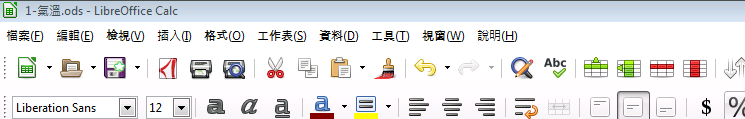 1-氣溫.ods - LibreOffice Calc
檔案(F) 編輯(E) 檢視(V) 插入(I) 格式(O) 工作表(S) 資料(D) 工具(T) 視窗(W) 說明(H)
Abc
Liberation Sans 12 a a a a $ %